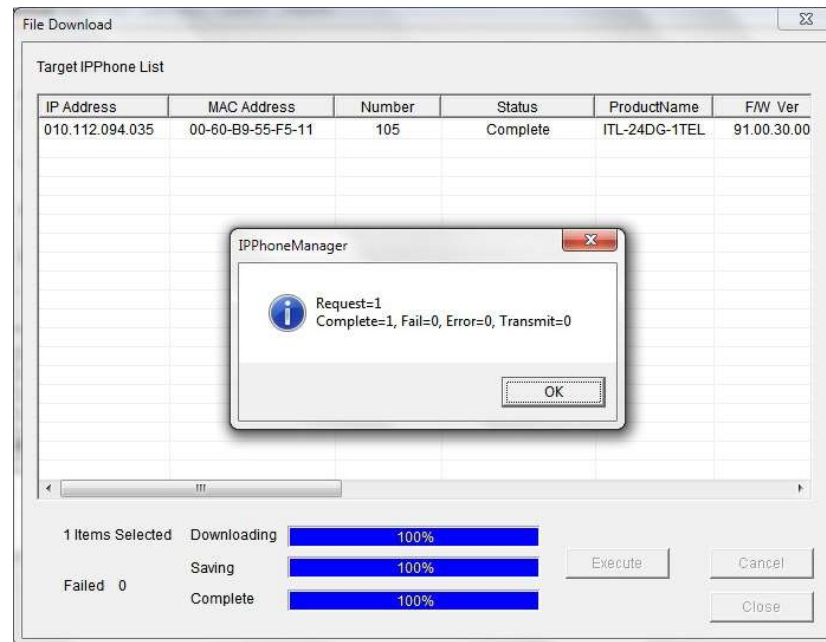 File Download
Target IPPhone List
IP Address MAC Address Number Status ProductName F/W Ver
010.112.094.035 00-60-B9-55-F5-11 105 Complete ITL-24DG-1TEL 91.00.30.00
IPPhoneManager
Request=1
Complete=1, Fail=0, Error=0, Transmit=0
OK
1 Items Selected Downloading 100%
Saving 100% Execute Cancel
Failed 0
Complete 100% Close